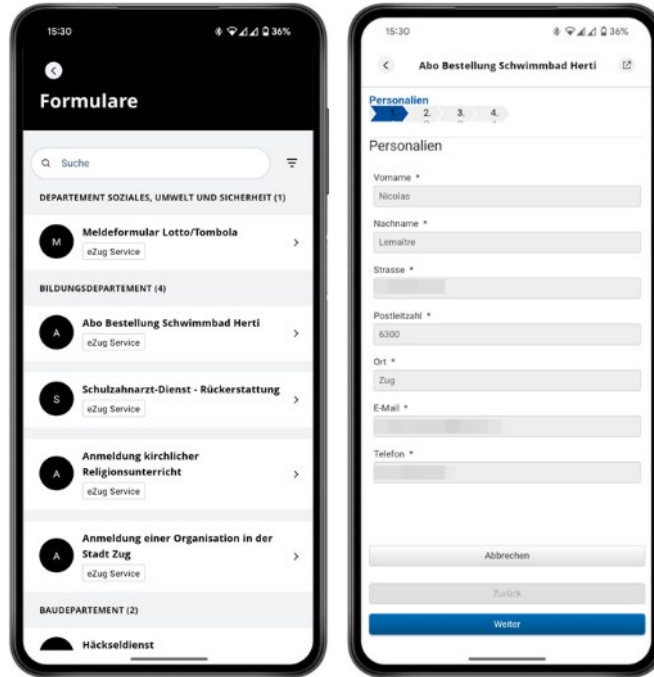 15:30
36%
Formulare
Suche
DEPARTEMENT SOZIALES, UMWELT UND SICHERHEIT (1)
M
Meldeformular Lotto/Tombola
eZug Service
BILDUNGSDEPARTEMENT (4)
A
Abo Bestellung Schwimmbad Herti
eZug Service
S
Schulzahnarzt-Dienst - Rückerstattung
eZug Service
A
Anmeldung kirchlicher
Religionsunterricht
eZug Service
A
Anmeldung einer Organisation in der
Stadt Zug
eZug Service
BAUDEPARTEMENT (2)
Häckseldienst
15:30
36%
Abo Bestellung Schwimmbad Herti
Personalien
1. 2. 3. 4.
Personalien
Vorname *
Nicolas
Nachname *
Lemaitre
Strasse *
Postleitzahl *
6300
Ort *
Zug
E-Mail *
Telefon *
Abbrechen
Zurück
Weiter